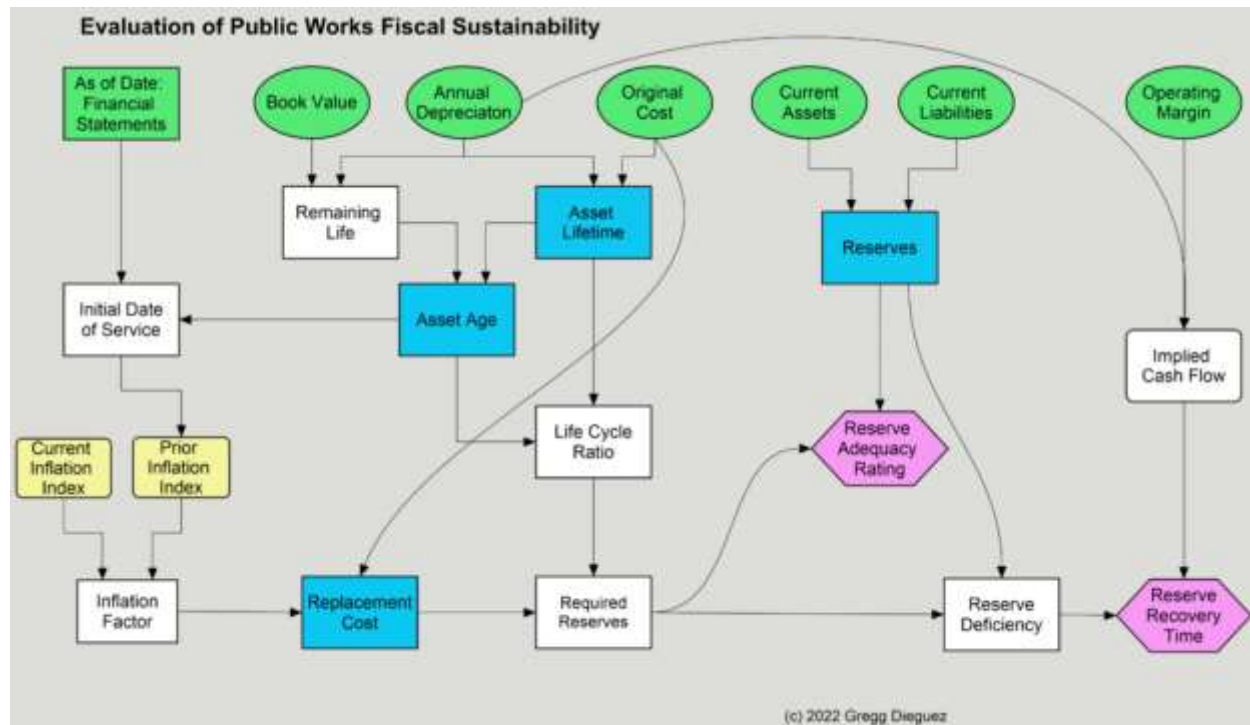 Evaluation of Public Works Fiscal Sustainability
As of Date:
Financial
Statements
Book Value
Annual
Depreciaton
Original
Cost
Current
Assets
Current
Liabilities
Operating
Margin
Remaining
Life
Asset
Lifetime
Reserves
Initial Date
of Service
Asset Age
Implied
Cash Flow
Life Cycle
Ratio
Reserve
Adequacy
Rating
Current
Inflation
Index
Prior
Inflation
Index
Inflation
Factor
Replacement
Cost
Required
Reserves
Reserve
Deficiency
Reserve
Recovery
Time
(c) 2022 Gregg Dieguez